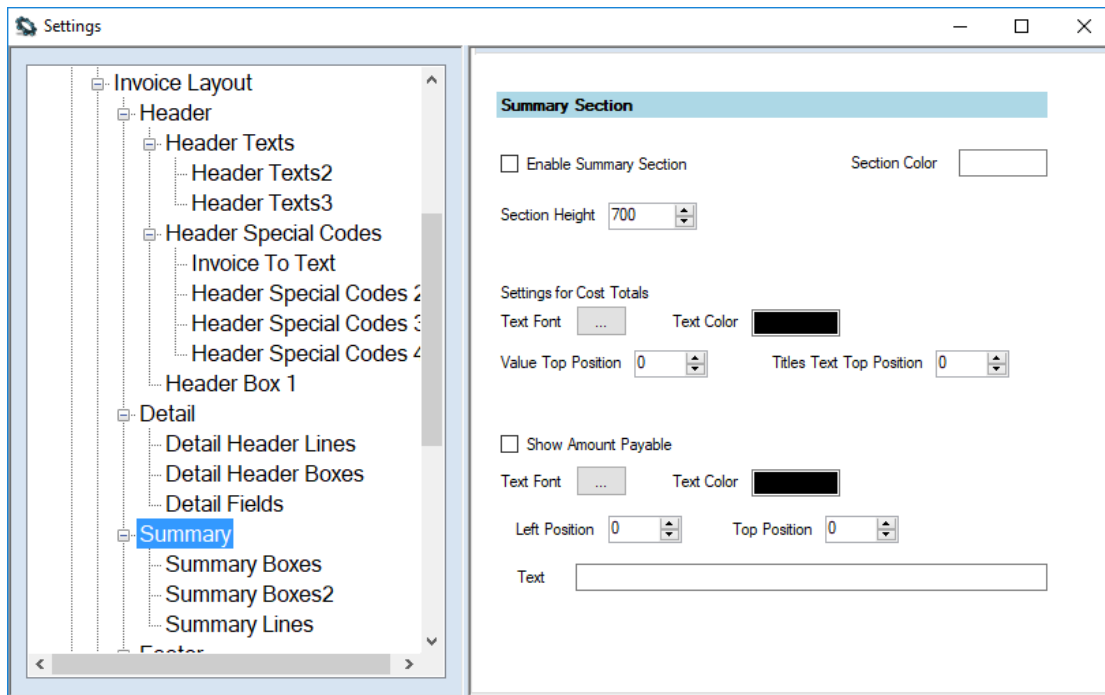 Settings
Invoice Layout
Header
Header Texts
Header Texts2
Header Texts3
Header Special Codes
Invoice To Text
Header Special Codes 2
Header Special Codes 3
Header Special Codes 4
Header Box 1
Detail
Detail Header Lines
Detail Header Boxes
Detail Fields
Summary
Summary Boxes
Summary Boxes2
Summary Lines
Footer
Summary Section
Enable Summary Section Section Color
Section Height 700
Settings for Cost Totals
Text Font ... Text Color
Value Top Position 0 Titles Text Top Position 0
Show Amount Payable
Text Font ... Text Color
Left Position 0 Top Position 0
Text